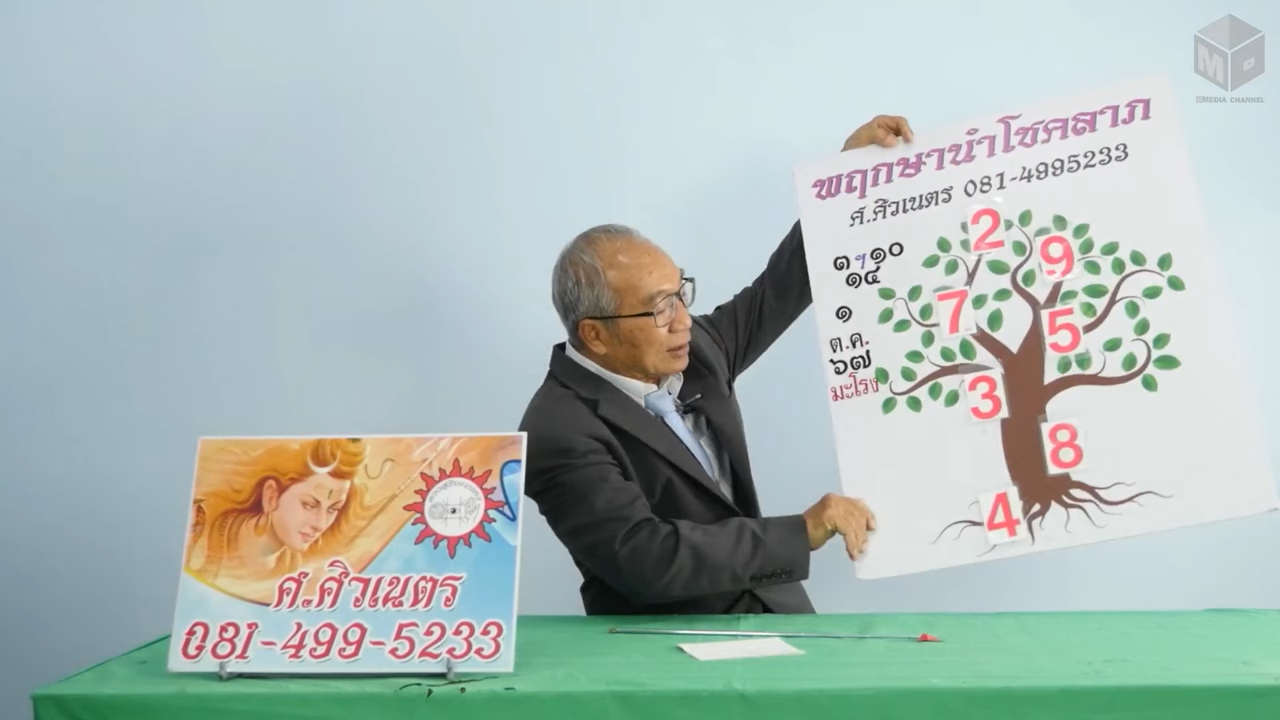 M
MEDIA CHANNEL
พฤกษานำโชคลาภ
ศ.ศิวเนตร 081-4995233
๓ฯ๑๐
๑๔
๑
ต.ค.
๖๗
มะโรง
2
9
7
5
3
8
4
ศ.ศิวเนตร
081-499-5233